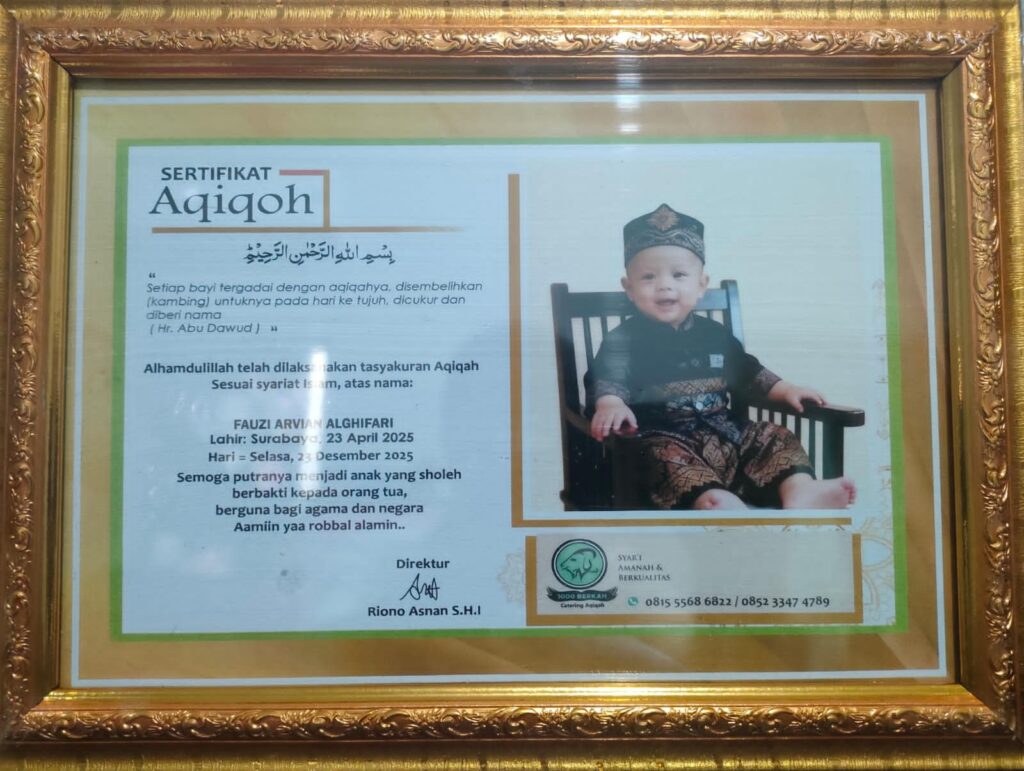 SERTIFIKAT
Aqiqoh
بِسْمِ اللهِ الرَّحْمٰنِ الرَّحِيْمِ
"
Setiap bayi tergadai dengan aqiqahya, disembelihkan
(kambing) untuknya pada hari ke tujuh, dicukur dan
diberi nama
( Hr. Abu Dawud ) "
Alhamdulillah telah dilaksanakan tasyakuran Aqiqah
Sesuai syariat Islam, atas nama:
FAUZI ARVIAN ALGHIFARI
Lahir: Surabaya, 23 April 2025
Hari = Selasa, 23 Desember 2025
Semoga putranya menjadi anak yang sholeh
berbakti kepada orang tua,
berguna bagi agama dan negara
Aamiin yaa robbal alamin..
Direktur
Riono Asnan S.H.I
1000 BERKAH
Catering Aqiqah
SYAR'I
AMANAH &
BERKUALITAS
0815 5568 6822 / 0852 3347 4789